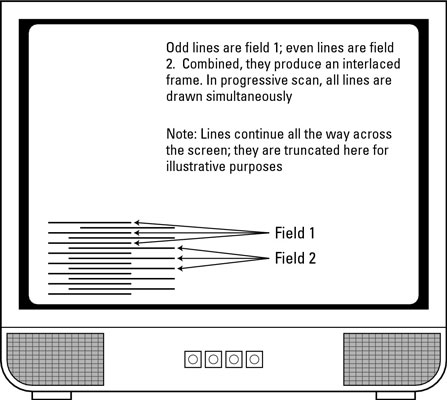 Odd lines are field 1; even lines are field
2.  Combined, they produce an interlaced
frame. In progressive scan, all lines are
drawn simultaneously
Note: Lines continue all the way across
the screen; they are truncated here for
illustrative purposes
Field 1
Field 2